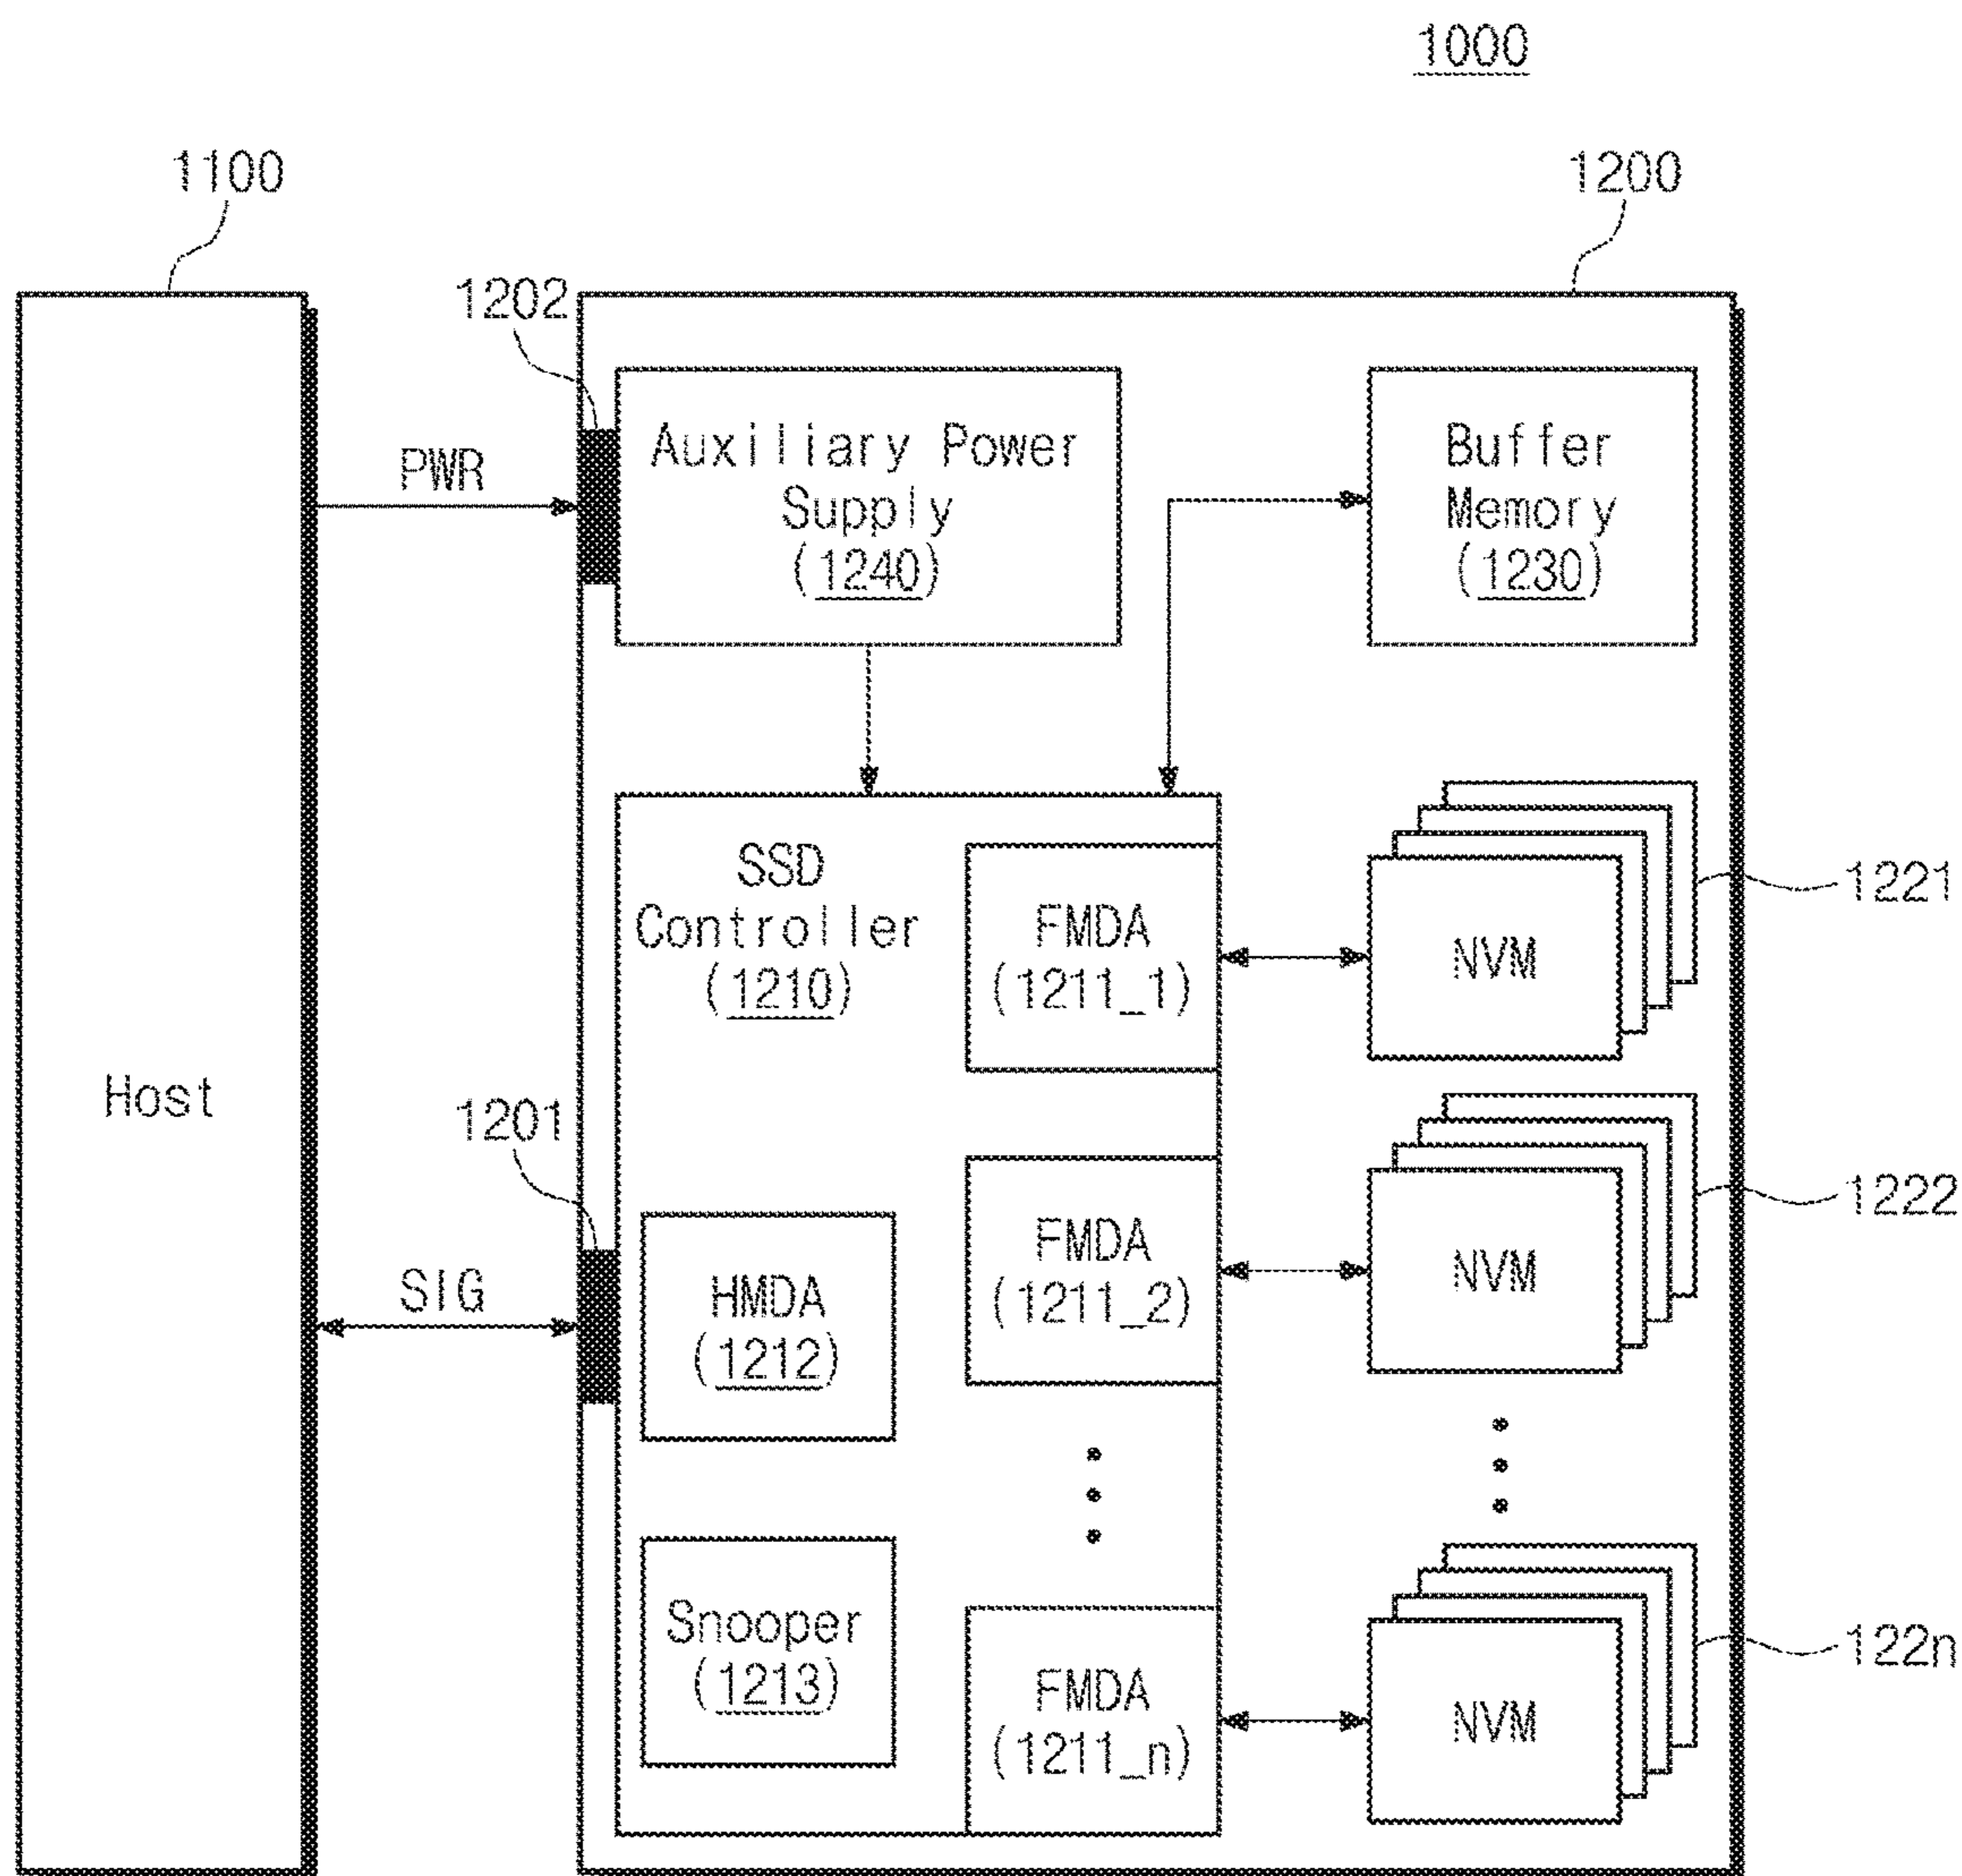 1000
1100
1200
1202
PWR
Auxiliary Power
Supply
(1240)
Buffer
Memory
(1230)
SSD
Controller
(1210)
FMDA
(1211_1)
NVM
1221
Host
1201
SIG
HMDA
(1212)
FMDA
(1211_2)
NVM
1222
Snooper
(1213)
FMDA
(1211_n)
NVM
122n